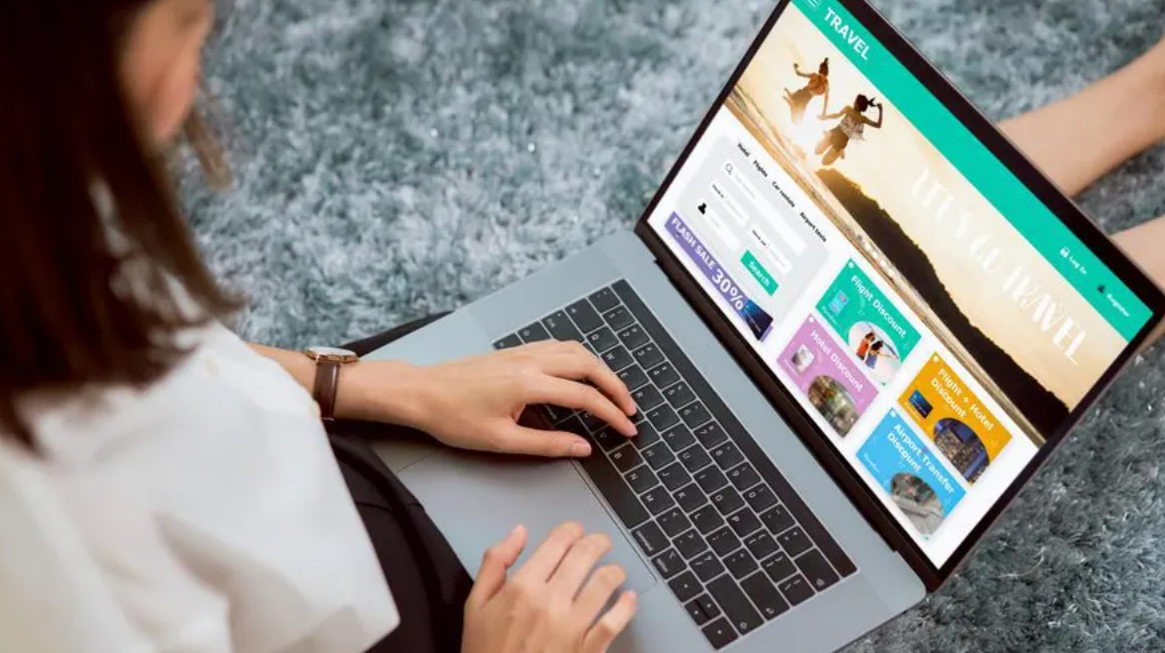 TRAVEL
Log In
Register
LET'S GO TRAVEL
Hotel
Flights
Car rentals
Airport taxis
Search
FLASH SALE 30%
Flight Discount
Hotel Discount
Flight + Hotel
Discount
Airport Transfer
Discount